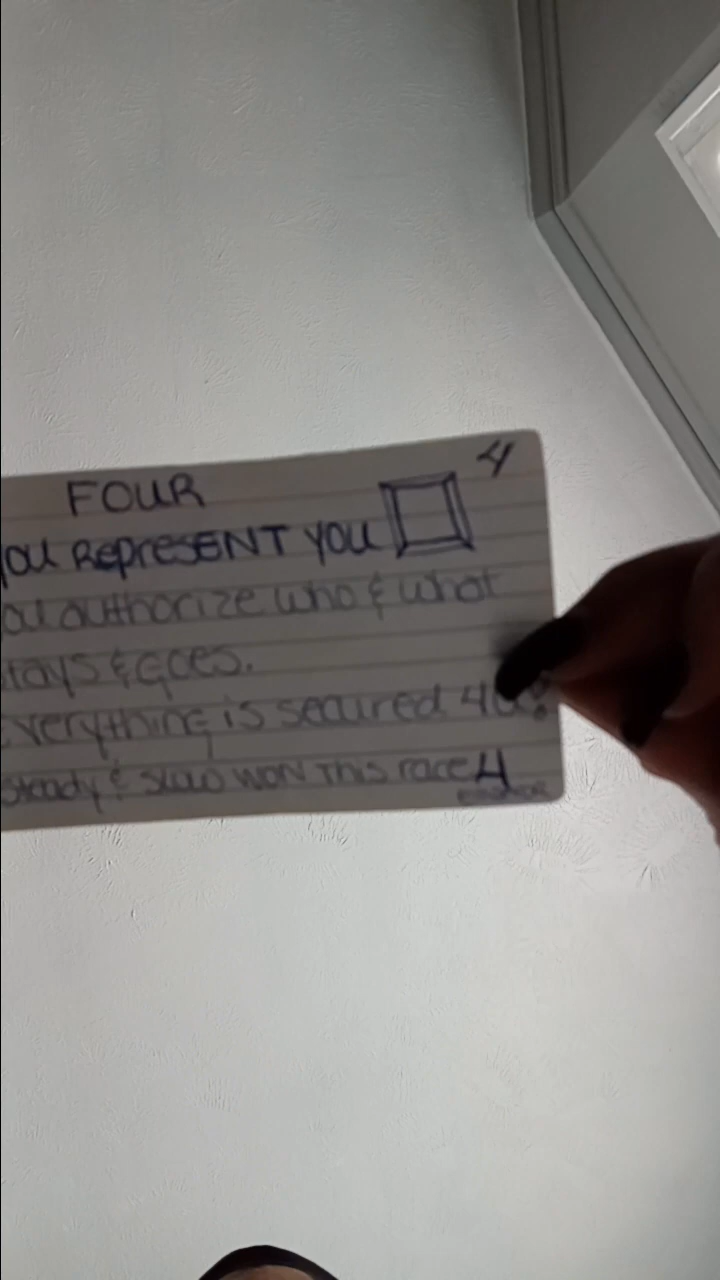 4
FOUR
ou RepresENT you
ou authorize who & what
tays & goes.
verything is secured 4
Steady & slow won this race 4